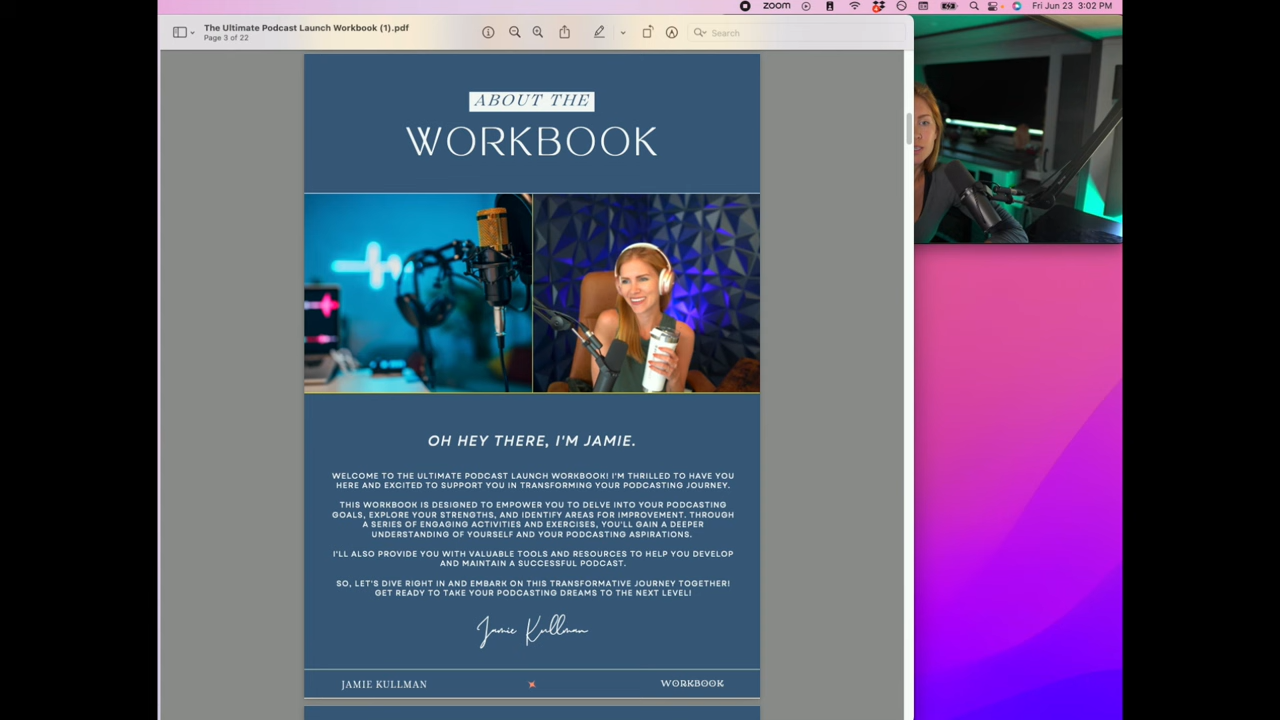 zoom
Fri Jun 23 3:02 PM
The Ultimate Podcast Launch Workbook (1).pdf
Page 3 of 22
Search
ABOUT THE
WORKBOOK
OH HEY THERE, I'M JAMIE.
WELCOME TO THE ULTIMATE PODCAST LAUNCH WORKBOOK! I'M THRILLED TO HAVE YOU
HERE AND EXCITED TO SUPPORT YOU IN TRANSFORMING YOUR PODCASTING JOURNEY.
THIS WORKBOOK IS DESIGNED TO EMPOWER YOU TO DELVE INTO YOUR PODCASTING
GOALS, EXPLORE YOUR STRENGTHS, AND IDENTIFY AREAS FOR IMPROVEMENT. THROUGH
A SERIES OF ENGAGING ACTIVITIES AND EXERCISES, YOU'LL GAIN A DEEPER
UNDERSTANDING OF YOURSELF AND YOUR PODCASTING ASPIRATIONS.
I'LL ALSO PROVIDE YOU WITH VALUABLE TOOLS AND RESOURCES TO HELP YOU DEVELOP
AND MAINTAIN A SUCCESSFUL PODCAST.
SO, LET'S DIVE RIGHT IN AND EMBARK ON THIS TRANSFORMATIVE JOURNEY TOGETHER!
GET READY TO TAKE YOUR PODCASTING DREAMS TO THE NEXT LEVEL!
Jamie Kullman
JAMIE KULLMAN
WORKBOOK